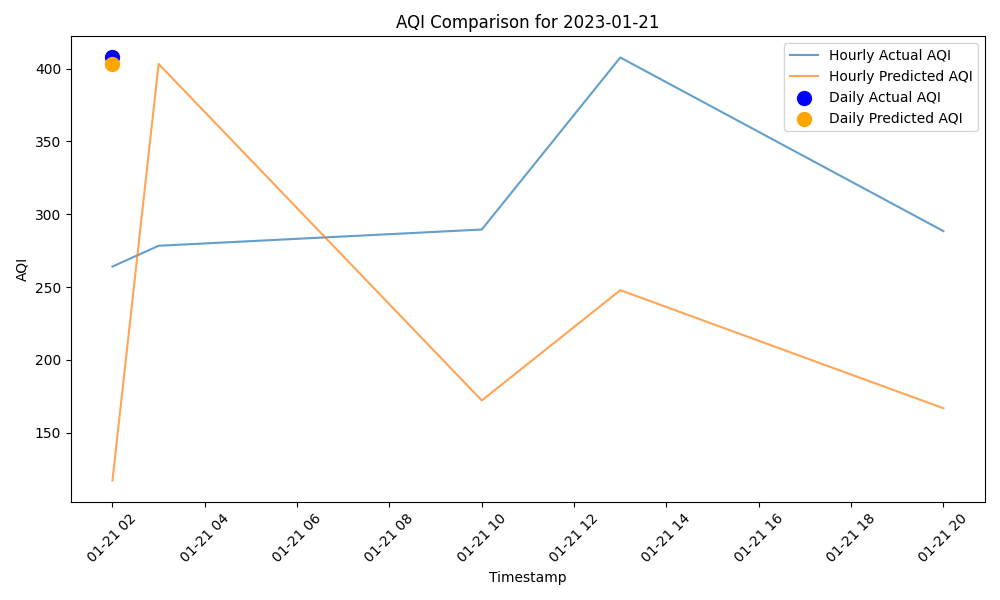 AQI Comparison for 2023-01-21
Hourly Actual AQI
Hourly Predicted AQI
Daily Actual AQI
Daily Predicted AQI
AQI
400
350
300
250
200
150
01-21 02
01-21 04
01-21 06
01-21 08
01-21 10
01-21 12
01-21 14
01-21 16
01-21 18
01-21 20
Timestamp